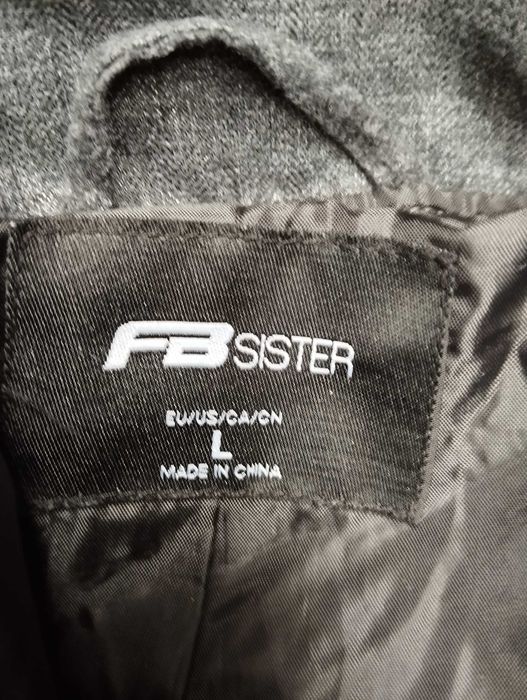 FB SISTER
EU/US/CA/CN
L
MADE IN CHINA